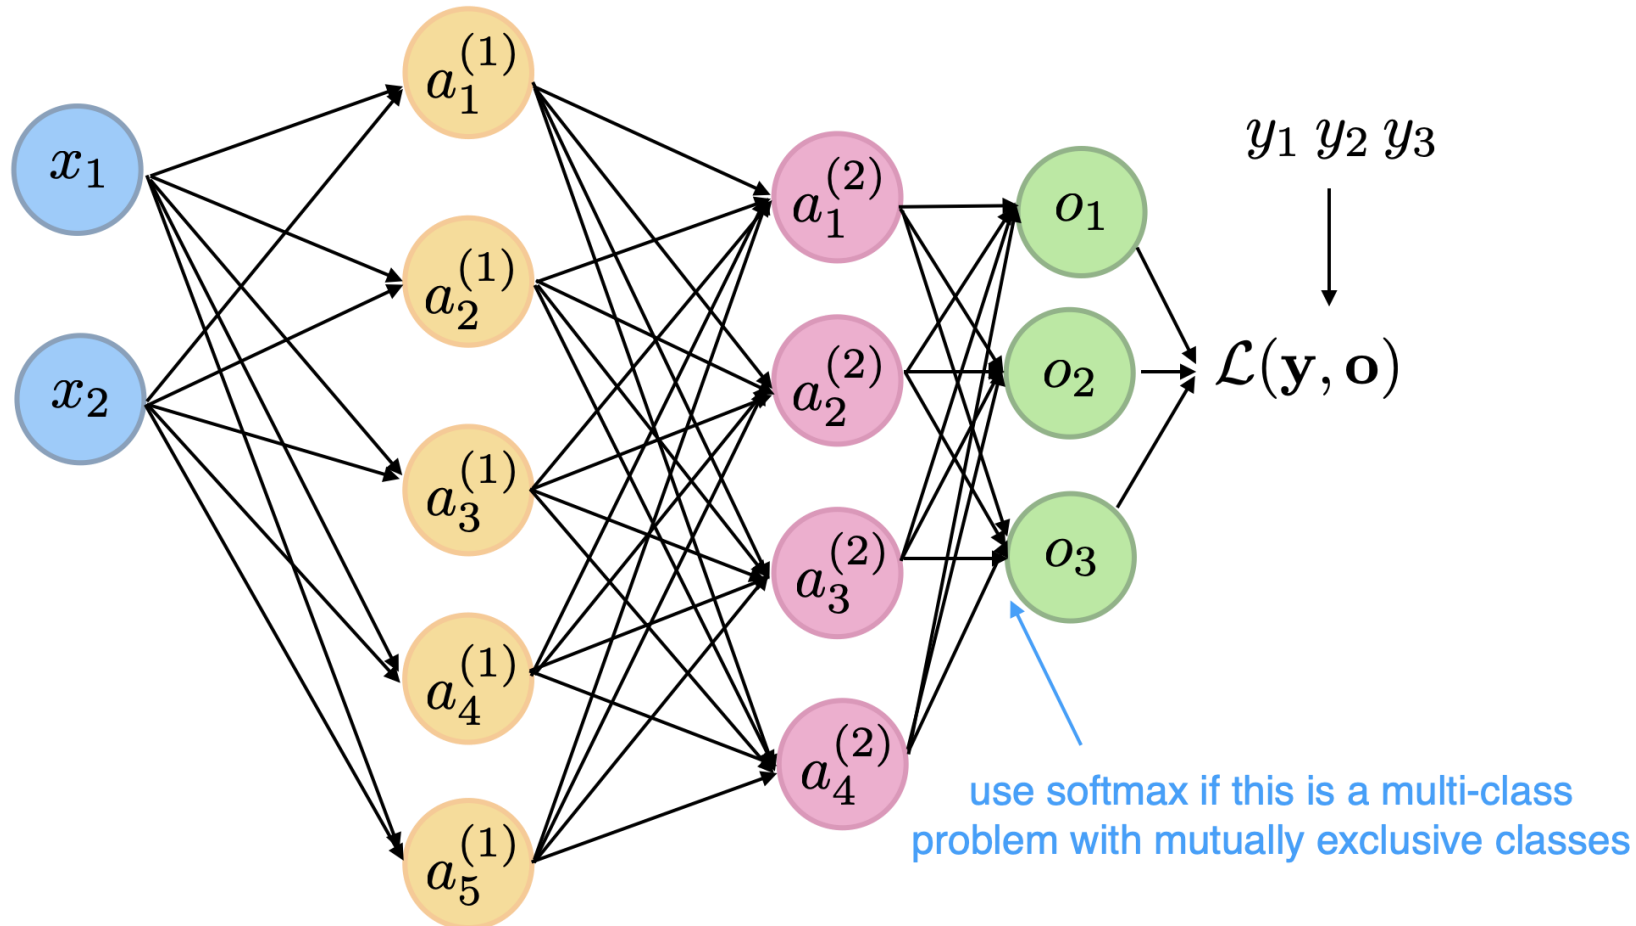 x₁
x₂
a₁⁽¹⁾
a₂⁽¹⁾
a₃⁽¹⁾
a₄⁽¹⁾
a₅⁽¹⁾
a₁⁽²⁾
a₂⁽²⁾
a₃⁽²⁾
a₄⁽²⁾
o₁
o₂
o₃
y₁ y₂ y₃
ℒ(𝐲, 𝐨)
use softmax if this is a multi-class
problem with mutually exclusive classes